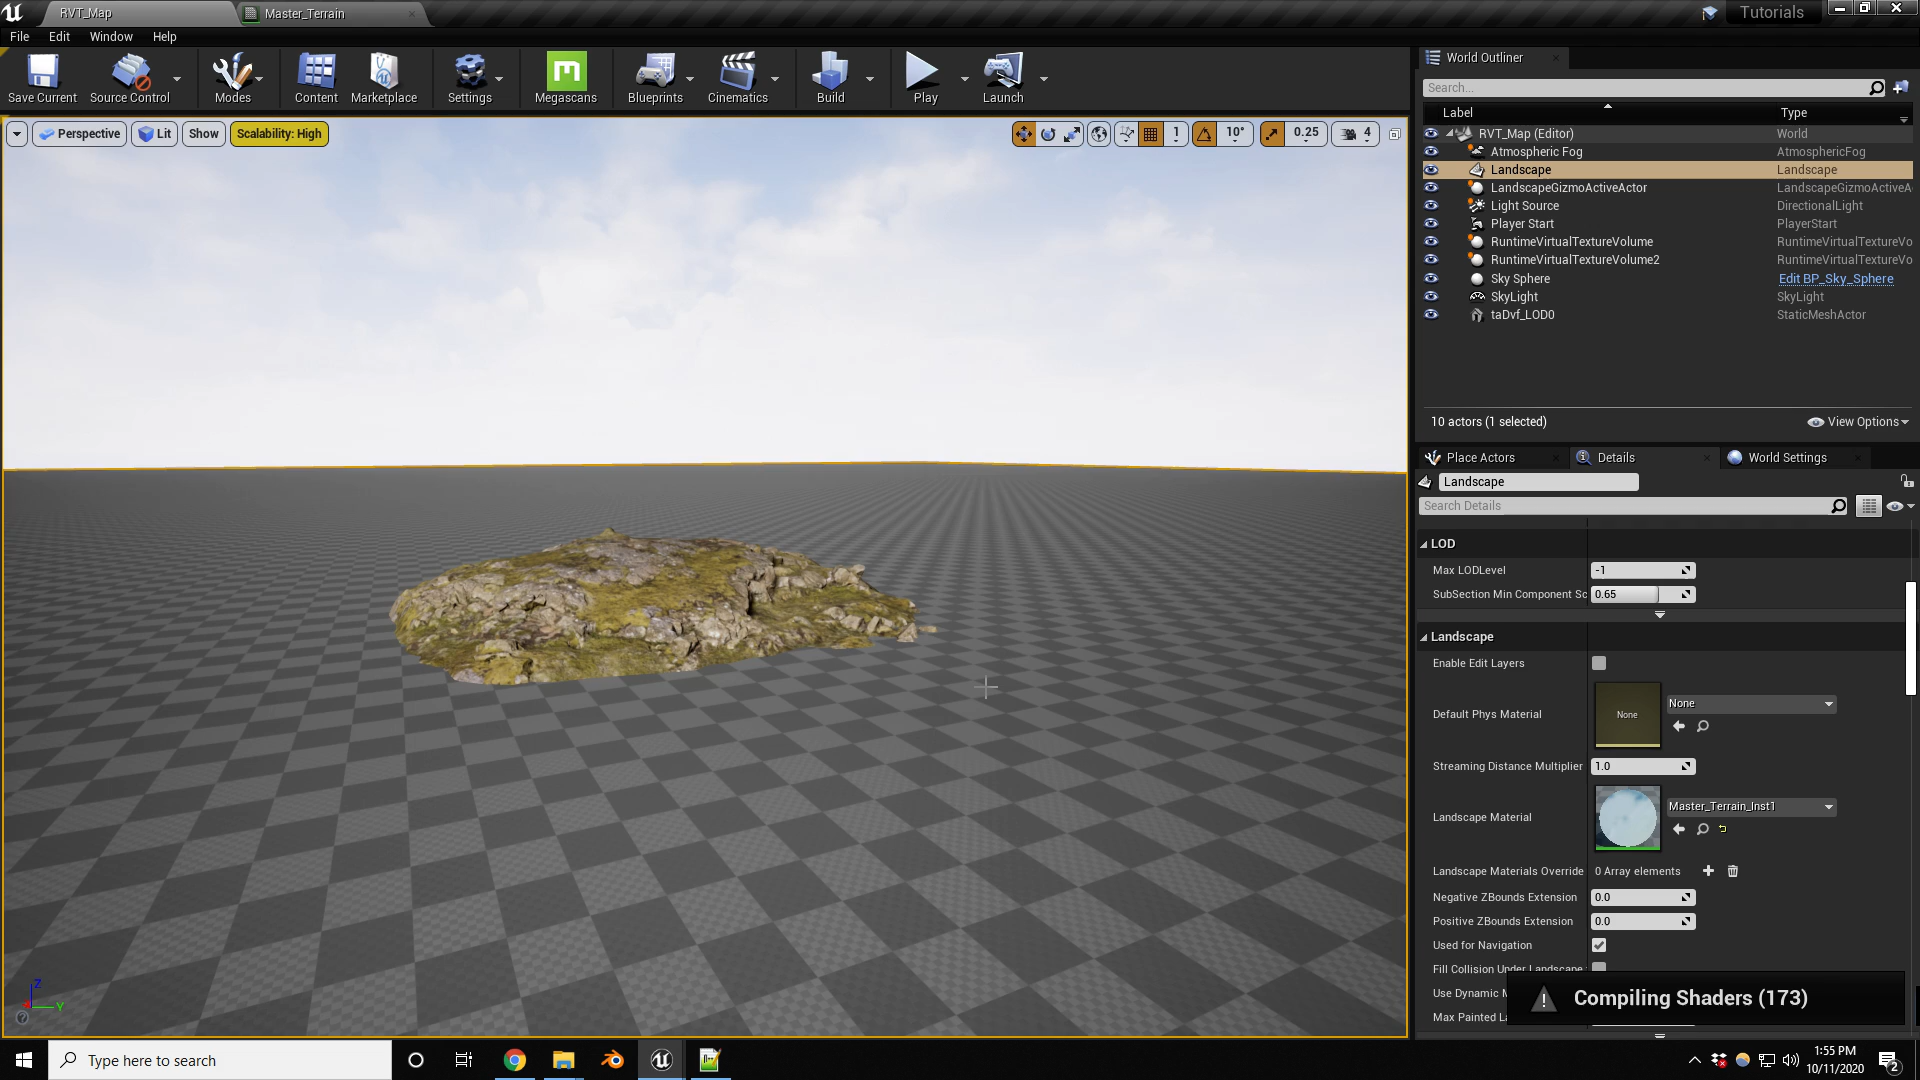 RVT_Map
Master_Terrain
Tutorials
File Edit Window Help
Save Current
Source Control
Modes
Content
Marketplace
Settings
Megascans
Blueprints
Cinematics
Build
Play
Launch
Perspective
Lit
Show
Scalability: High
1
10°
0.25
4
World Outliner
Search...
Label Type
RVT_Map (Editor) World
Atmospheric Fog AtmosphericFog
Landscape Landscape
LandscapeGizmoActiveActor LandscapeGizmoActiveA
Light Source DirectionalLight
Player Start PlayerStart
RuntimeVirtualTextureVolume RuntimeVirtualTextureVo
RuntimeVirtualTextureVolume2 RuntimeVirtualTextureVo
Sky Sphere Edit BP_Sky_Sphere
SkyLight SkyLight
taDvf_LOD0 StaticMeshActor
10 actors (1 selected) View Options
Place Actors
Details
World Settings
Landscape
Search Details
LOD
Max LODLevel -1
SubSection Min Component Sc 0.65
Landscape
Enable Edit Layers
Default Phys Material None None
Streaming Distance Multiplier 1.0
Landscape Material Master_Terrain_Inst1
Landscape Materials Override 0 Array elements
Negative ZBounds Extension 0.0
Positive ZBounds Extension 0.0
Used for Navigation
Fill Collision Under Landscape
Use Dynamic M
Max Painted La
Compiling Shaders (173)
Z
Y
Type here to search
1:55 PM
10/11/2020
2